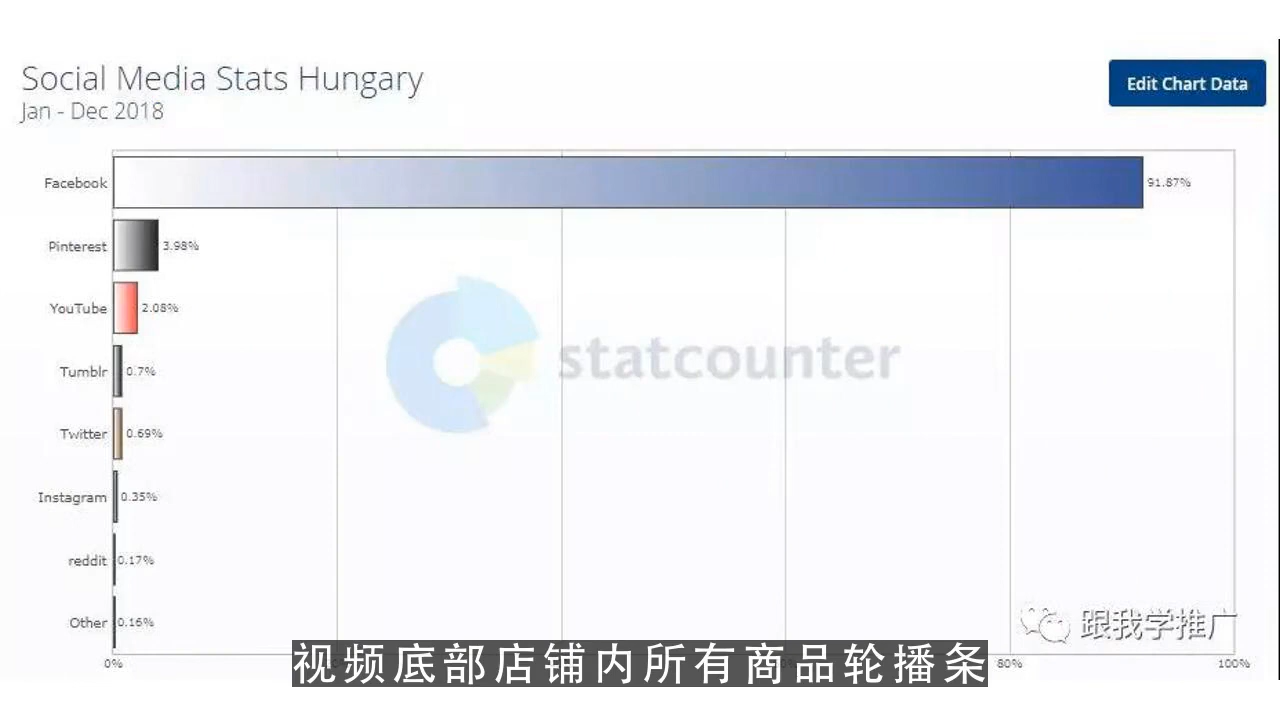 Social Media Stats Hungary
Jan - Dec 2018
Edit Chart Data
Facebook 91.87%
Pinterest 3.98%
YouTube 2.08%
statcounter
Tumblr 0.7%
Twitter 0.69%
Instagram 0.35%
reddit 0.17%
Other 0.16%
跟我学推广
0% 80% 100%
视频底部店铺内所有商品轮播条